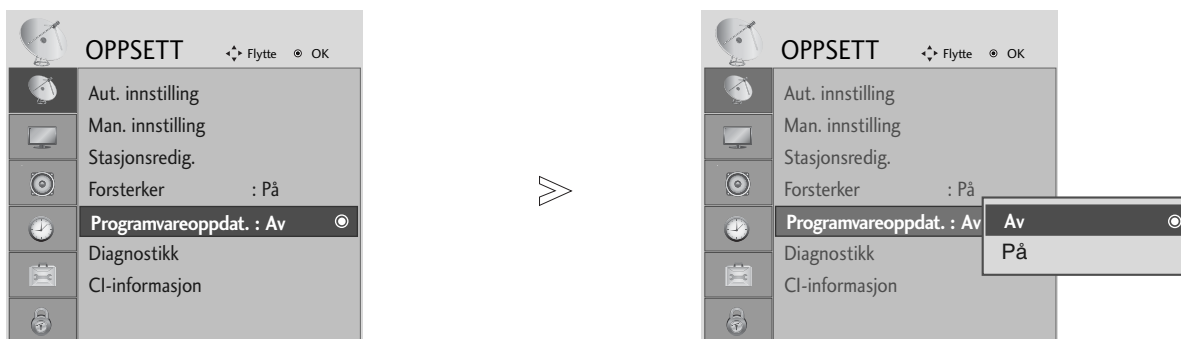 OPPSETT Flytte OK
Aut. innstilling
Man. innstilling
Stasjonsredig.
Forsterker : På
Programvareoppdat. : Av
Diagnostikk
CI-informasjon
OPPSETT Flytte OK
Aut. innstilling
Man. innstilling
Stasjonsredig.
Forsterker : På
Programvareoppdat. : Av
Diagnostikk
CI-informasjon
Av
På